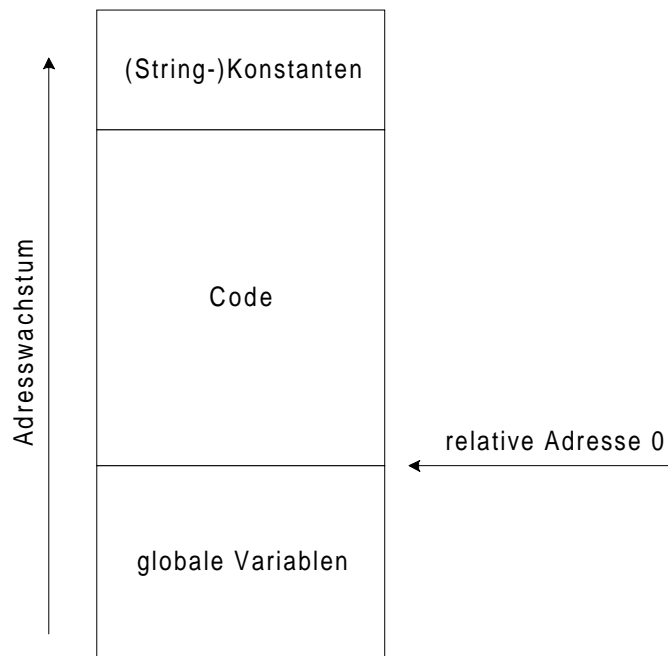 (String-)Konstanten
Code
Adresswachstum
relative Adresse 0
globale Variablen